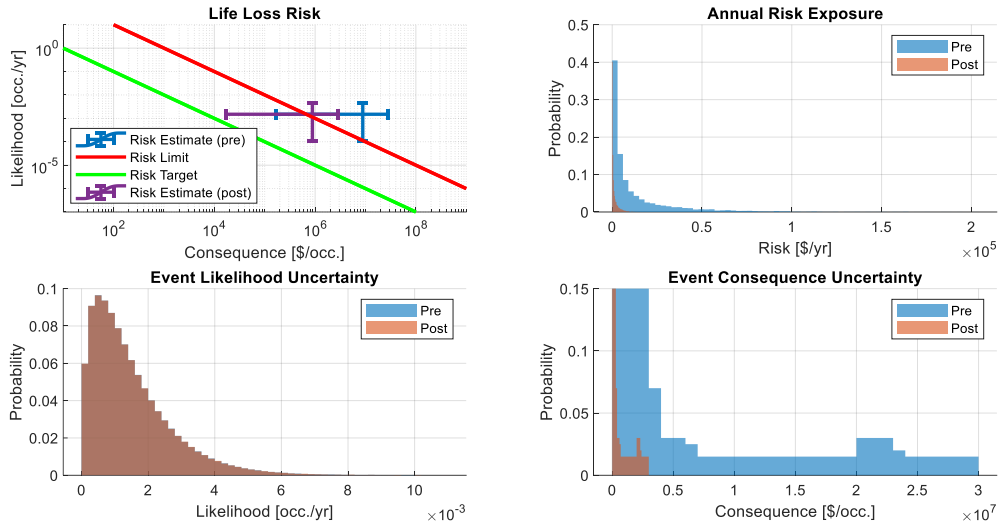 Life Loss Risk
Likelihood [occ./yr]
10^0
10^-5
Risk Estimate (pre)
Risk Limit
Risk Target
Risk Estimate (post)
10^2
10^4
10^6
10^8
Consequence [$/occ.]
Annual Risk Exposure
Probability
0.5
0.4
0.3
0.2
0.1
0
Pre
Post
0
0.5
1
1.5
2
×10^5
Risk [$/yr]
Event Likelihood Uncertainty
Probability
0.1
0.08
0.06
0.04
0.02
0
Pre
Post
0
2
4
6
8
10
×10^-3
Likelihood [occ./yr]
Event Consequence Uncertainty
Probability
0.15
0.1
0.05
0
Pre
Post
0
0.5
1
1.5
2
2.5
3
×10^7
Consequence [$/occ.]